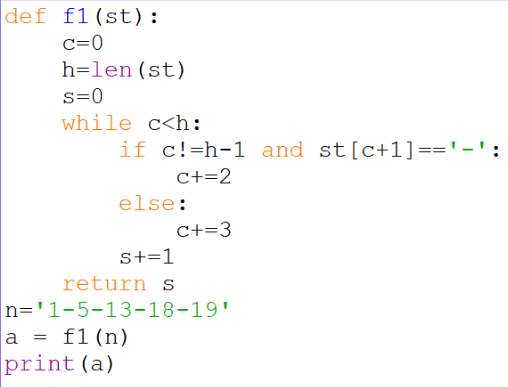 def f1(st):
    c=0
    h=len(st)
    s=0
    while c<h:
        if c!=h-1 and st[c+1]=='-':
            c+=2
        else:
            c+=3
        s+=1
    return s
n='1-5-13-18-19'
a = f1(n)
print(a)